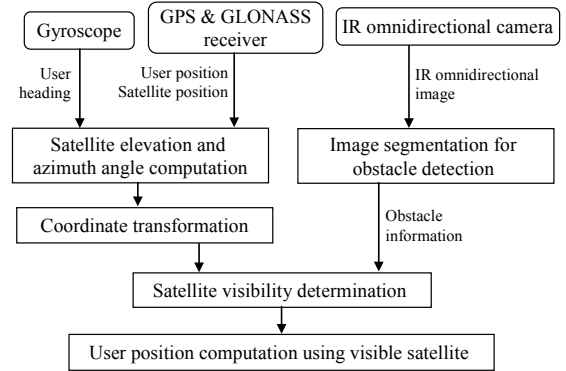 Gyroscope
GPS & GLONASS
receiver
IR omnidirectional camera
User
heading
User position
Satellite position
IR omnidirectional
image
Satellite elevation and
azimuth angle computation
Image segmentation for
obstacle detection
Coordinate transformation
Obstacle
information
Satellite visibility determination
User position computation using visible satellite